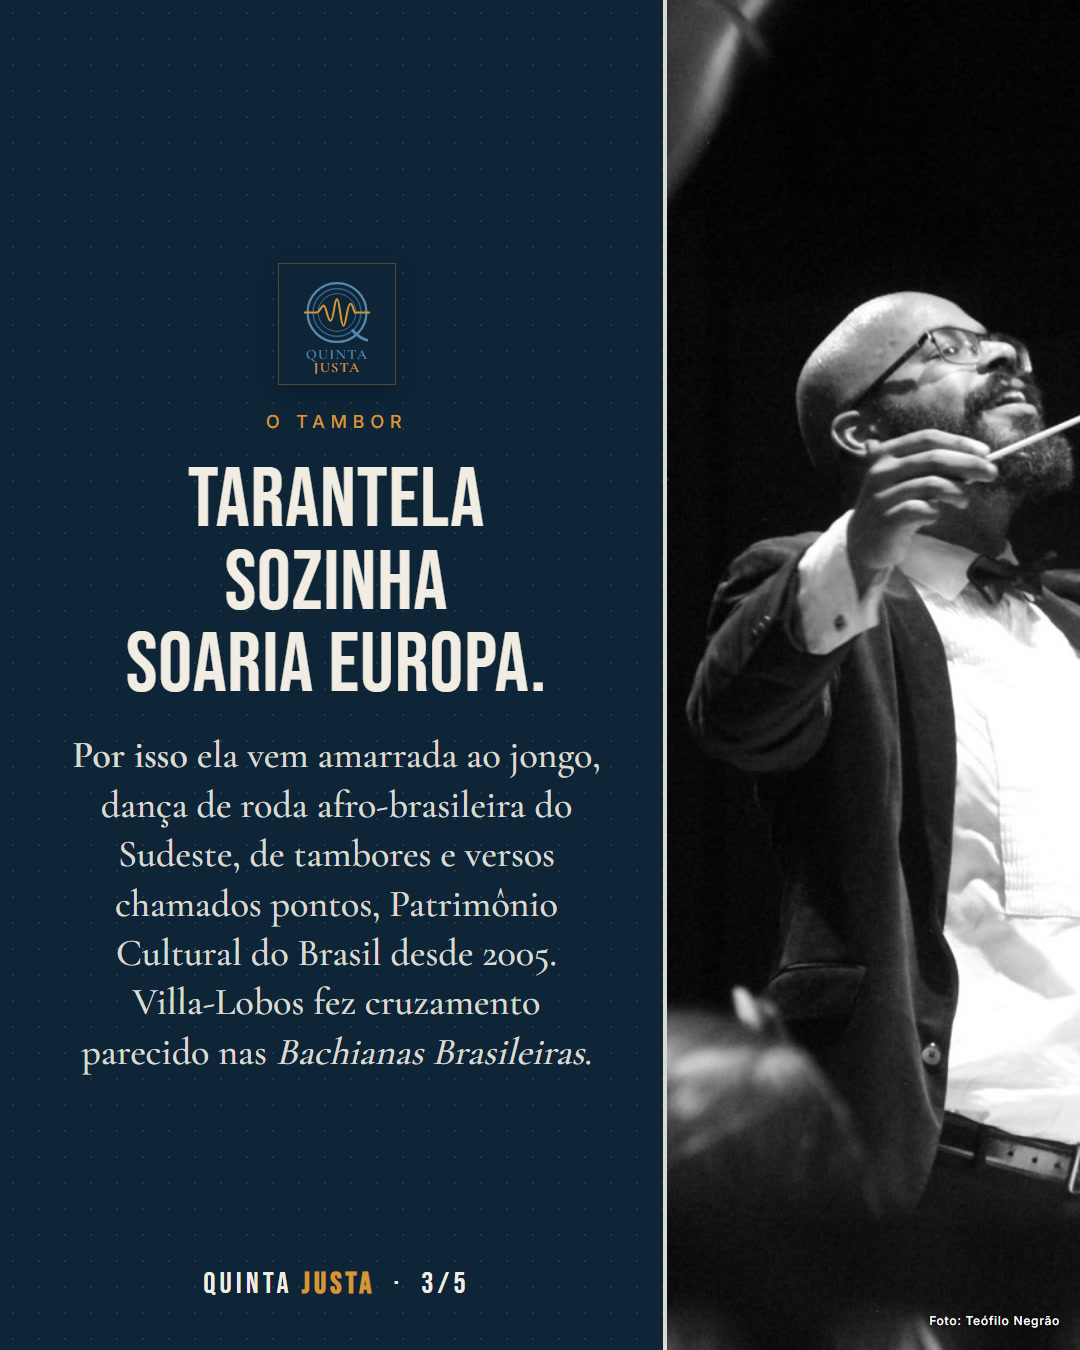 QUINTA
JUSTA
O TAMBOR
TARANTELA
SOZINHA
SOARIA EUROPA.
Por isso ela vem amarrada ao jongo,
dança de roda afro-brasileira do
Sudeste, de tambores e versos
chamados pontos, Patrimônio
Cultural do Brasil desde 2005.
Villa-Lobos fez cruzamento
parecido nas Bachianas Brasileiras.
QUINTA JUSTA · 3/5
Foto: Teófilo Negrão